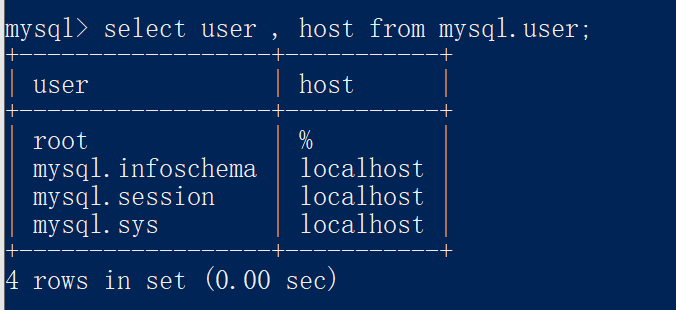 mysql> select user , host from mysql.user;
+------------------+-----------+
| user             | host      |
+------------------+-----------+
| root             | %         |
| mysql.infoschema | localhost |
| mysql.session    | localhost |
| mysql.sys        | localhost |
+------------------+-----------+
4 rows in set (0.00 sec)